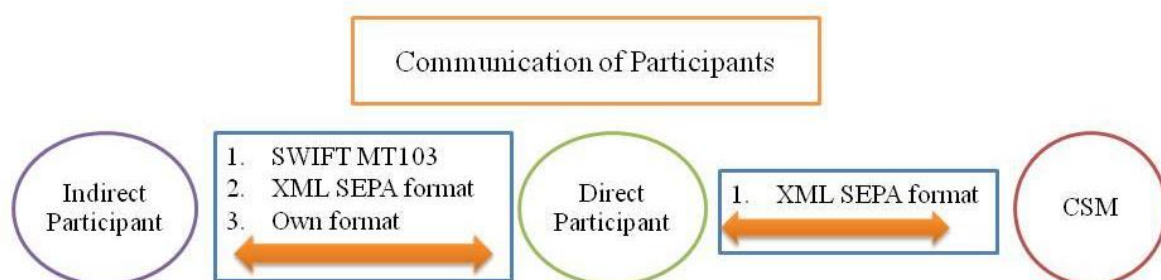 Communication of Participants
Indirect
Participant
1. SWIFT MT103
2. XML SEPA format
3. Own format
Direct
Participant
1. XML SEPA format
CSM